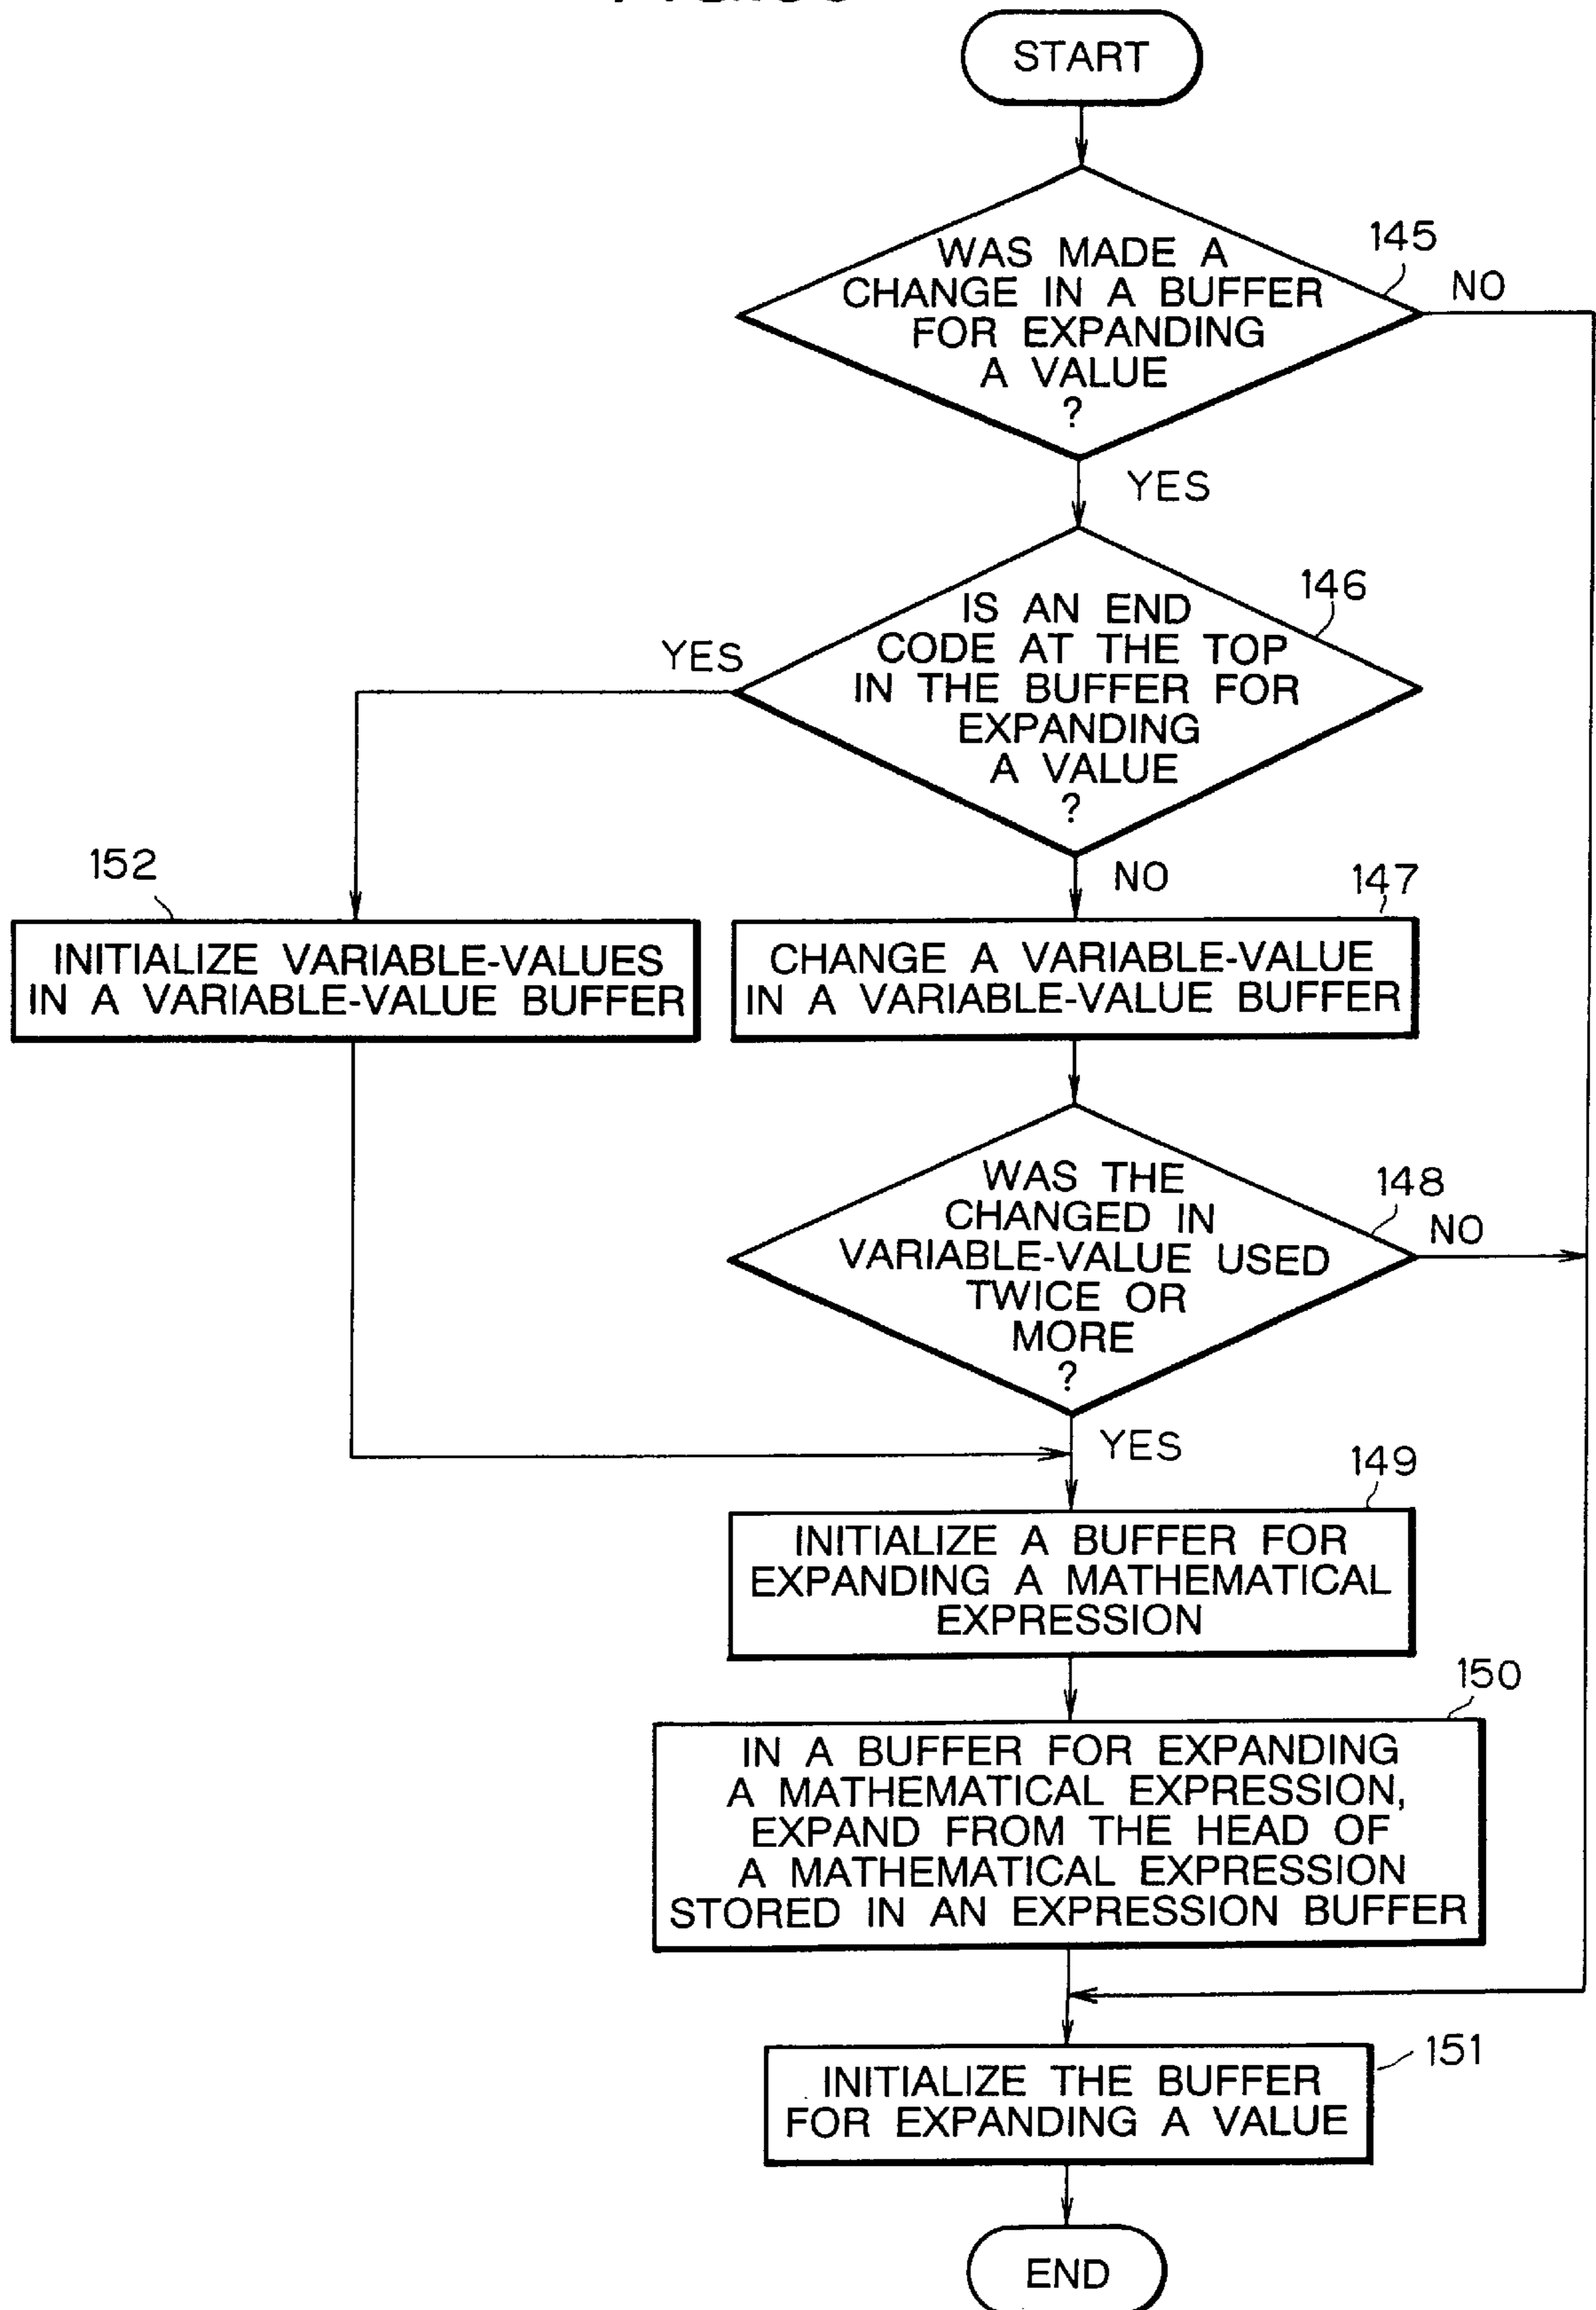 START
WAS MADE A
CHANGE IN A BUFFER
FOR EXPANDING
A VALUE
?
145
NO
YES
IS AN END
CODE AT THE TOP
IN THE BUFFER FOR
EXPANDING
A VALUE
?
146
YES
NO
152
INITIALIZE VARIABLE-VALUES
IN A VARIABLE-VALUE BUFFER
147
CHANGE A VARIABLE-VALUE
IN A VARIABLE-VALUE BUFFER
WAS THE
CHANGED IN
VARIABLE-VALUE USED
TWICE OR
MORE
?
148
NO
YES
149
INITIALIZE A BUFFER FOR
EXPANDING A MATHEMATICAL
EXPRESSION
150
IN A BUFFER FOR EXPANDING
A MATHEMATICAL EXPRESSION,
EXPAND FROM THE HEAD OF
A MATHEMATICAL EXPRESSION
STORED IN AN EXPRESSION BUFFER
151
INITIALIZE THE BUFFER
FOR EXPANDING A VALUE
END